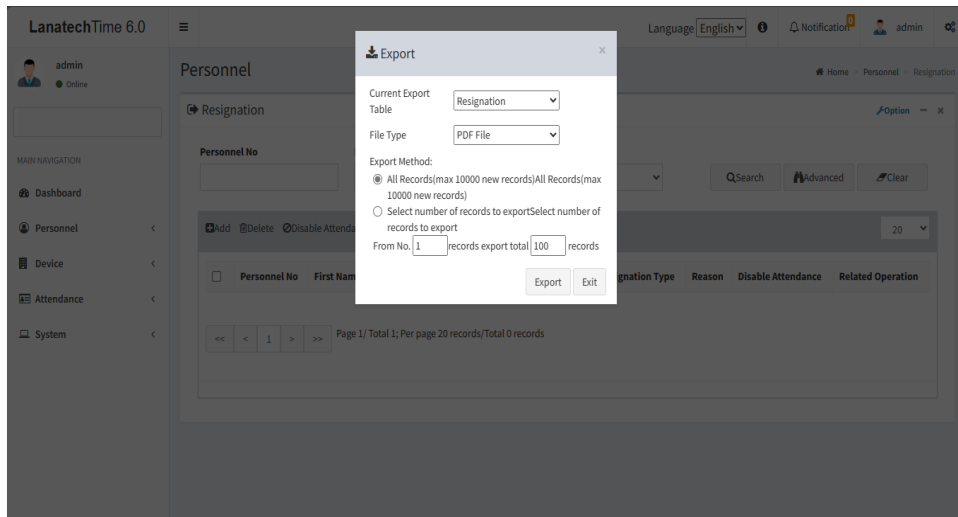 LanatechTime 6.0
Language English
Notification 0
admin
admin
Online
Personnel
Home > Personnel > Resignation
Resignation
Option
MAIN NAVIGATION
Personnel No
Search
Advanced
Clear
Dashboard
Personnel
Device
Attendance
System
Add Delete Disable Attenda
20
Personnel No First Nam gnation Type Reason Disable Attendance Related Operation
<< < 1 > >> Page 1/ Total 1; Per page 20 records/Total 0 records
Export
×
Current Export
Table
Resignation
File Type PDF File
Export Method:
All Records(max 10000 new records)All Records(max
10000 new records)
Select number of records to exportSelect number of
records to export
From No. 1 records export total 100 records
Export Exit